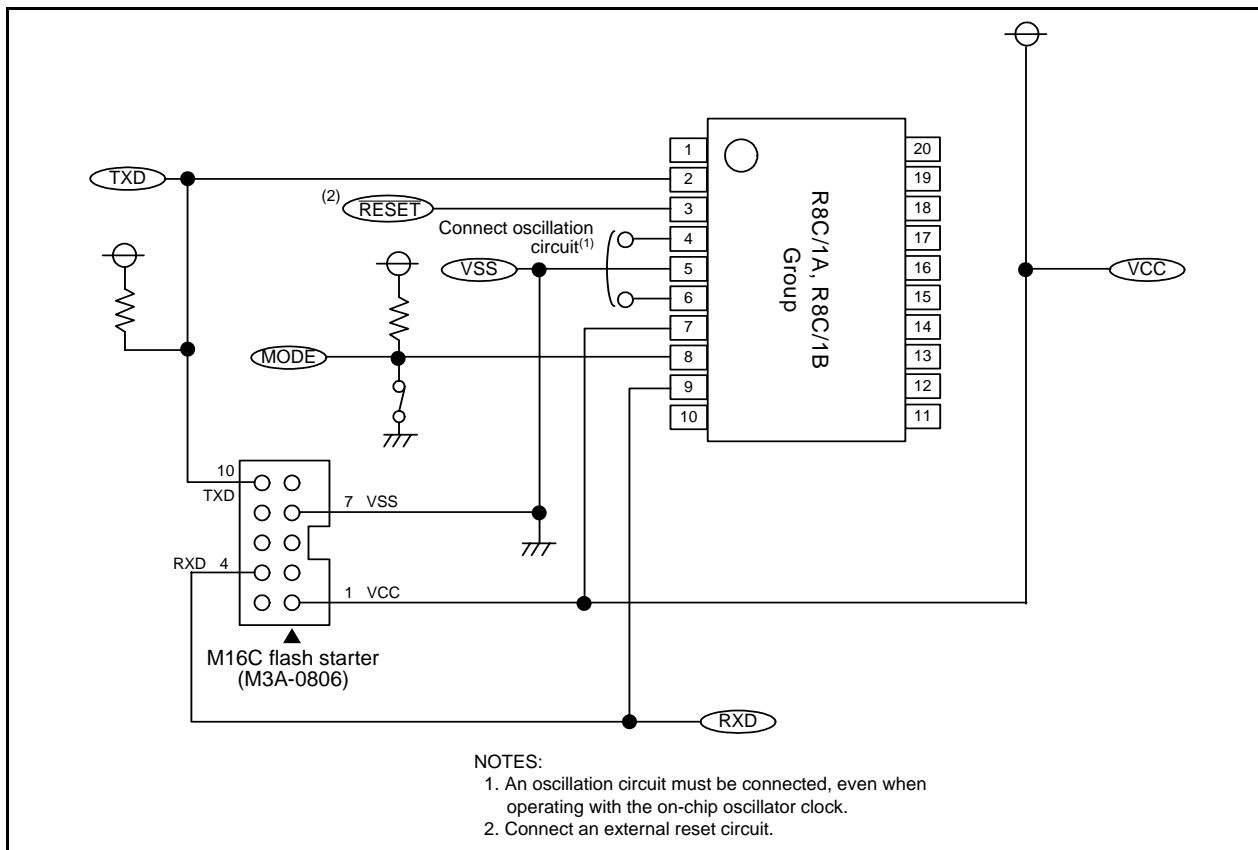 TXD
(2) RESET
Connect oscillation
circuit(1)
VSS
MODE
VCC
1
2
3
4
5
6
7
8
9
10
20
19
18
17
16
15
14
13
12
11
R8C/1A, R8C/1B
Group
10
TXD
7 VSS
RXD 4
1 VCC
M16C flash starter
(M3A-0806)
RXD
NOTES:
1. An oscillation circuit must be connected, even when
operating with the on-chip oscillator clock.
2. Connect an external reset circuit.